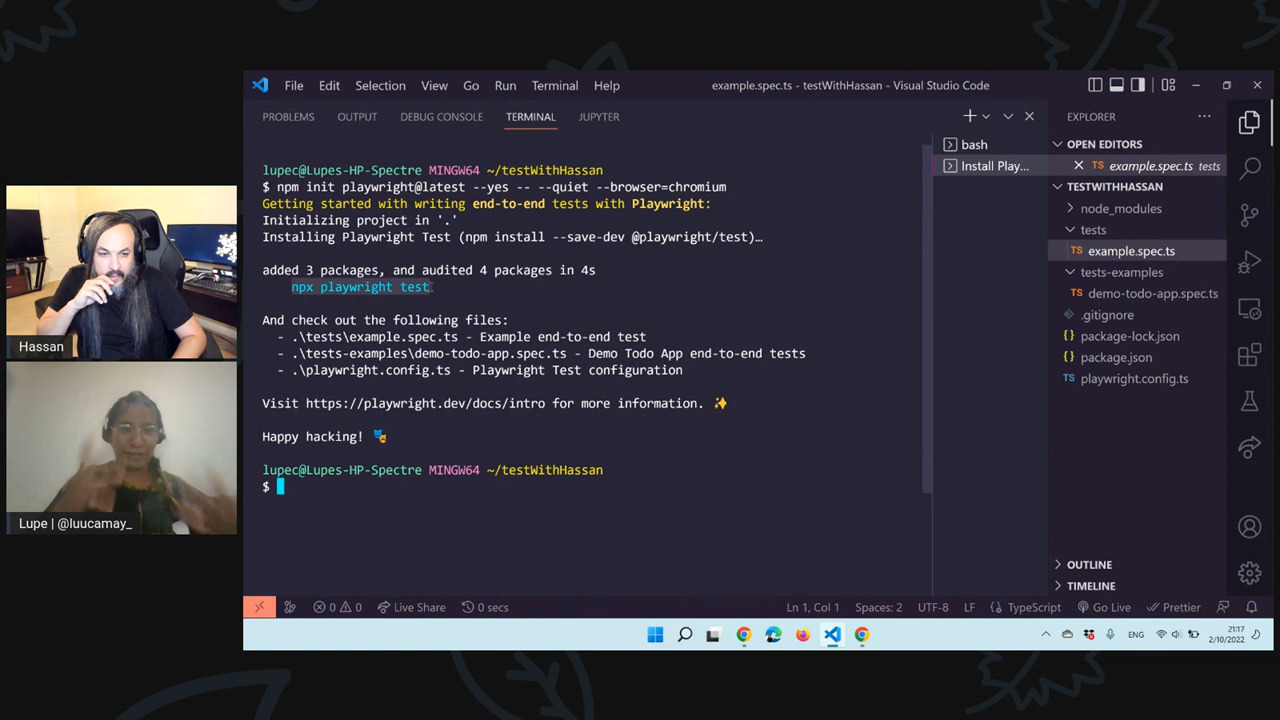 File Edit Selection View Go Run Terminal Help
example.spec.ts - testWithHassan - Visual Studio Code
PROBLEMS OUTPUT DEBUG CONSOLE TERMINAL JUPYTER
lupec@Lupes-HP-Spectre MINGW64 ~/testWithHassan
$ npm init playwright@latest --yes -- --quiet --browser=chromium
Getting started with writing end-to-end tests with Playwright:
Initializing project in '.'
Installing Playwright Test (npm install --save-dev @playwright/test)…
added 3 packages, and audited 4 packages in 4s
npx playwright test
And check out the following files:
- .\tests\example.spec.ts - Example end-to-end test
- .\tests-examples\demo-todo-app.spec.ts - Demo Todo App end-to-end tests
- .\playwright.config.ts - Playwright Test configuration
Visit https://playwright.dev/docs/intro for more information. ✨
Happy hacking! 🎭
lupec@Lupes-HP-Spectre MINGW64 ~/testWithHassan
$
bash
Install Play...
EXPLORER
OPEN EDITORS
TS example.spec.ts tests
TESTWITHHASSAN
node_modules
tests
TS example.spec.ts
tests-examples
TS demo-todo-app.spec.ts
.gitignore
{} package-lock.json
{} package.json
TS playwright.config.ts
OUTLINE
TIMELINE
Hassan
Lupe | @luucamay_
0 0 Live Share 0 secs
Ln 1, Col 1 Spaces: 2 UTF-8 LF {} TypeScript Go Live Prettier
ENG
21:17
2/10/2022